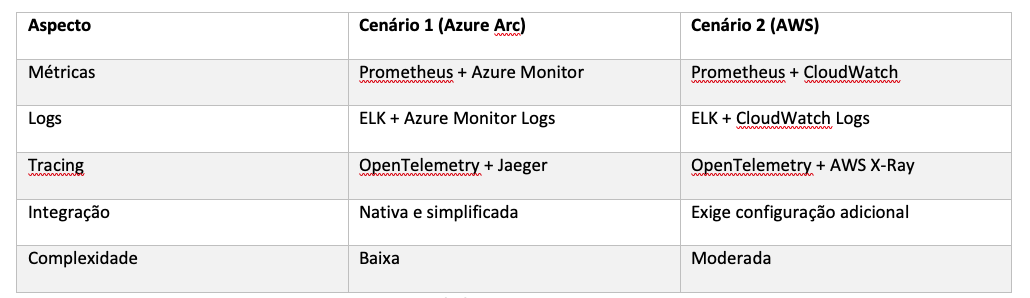 Aspecto Cenário 1 (Azure Arc) Cenário 2 (AWS)
Métricas Prometheus + Azure Monitor Prometheus + CloudWatch
Logs ELK + Azure Monitor Logs ELK + CloudWatch Logs
Tracing OpenTelemetry + Jaeger OpenTelemetry + AWS X-Ray
Integração Nativa e simplificada Exige configuração adicional
Complexidade Baixa Moderada